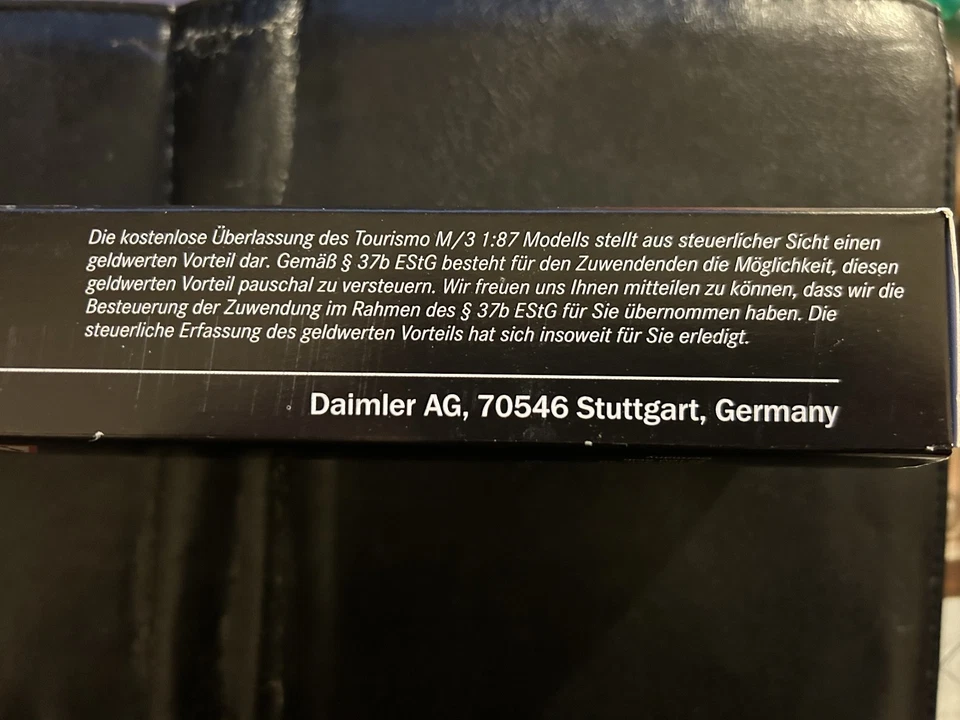 Die kostenlose Überlassung des Tourismo M/3 1:87 Modells stellt aus steuerlicher Sicht einen
geldwerten Vorteil dar. Gemäß § 37b EStG besteht für den Zuwendenden die Möglichkeit, diesen
geldwerten Vorteil pauschal zu versteuern. Wir freuen uns Ihnen mitteilen zu können, dass wir die
Besteuerung der Zuwendung im Rahmen des § 37b EStG für Sie übernommen haben. Die
steuerliche Erfassung des geldwerten Vorteils hat sich insoweit für Sie erledigt.
Daimler AG, 70546 Stuttgart, Germany